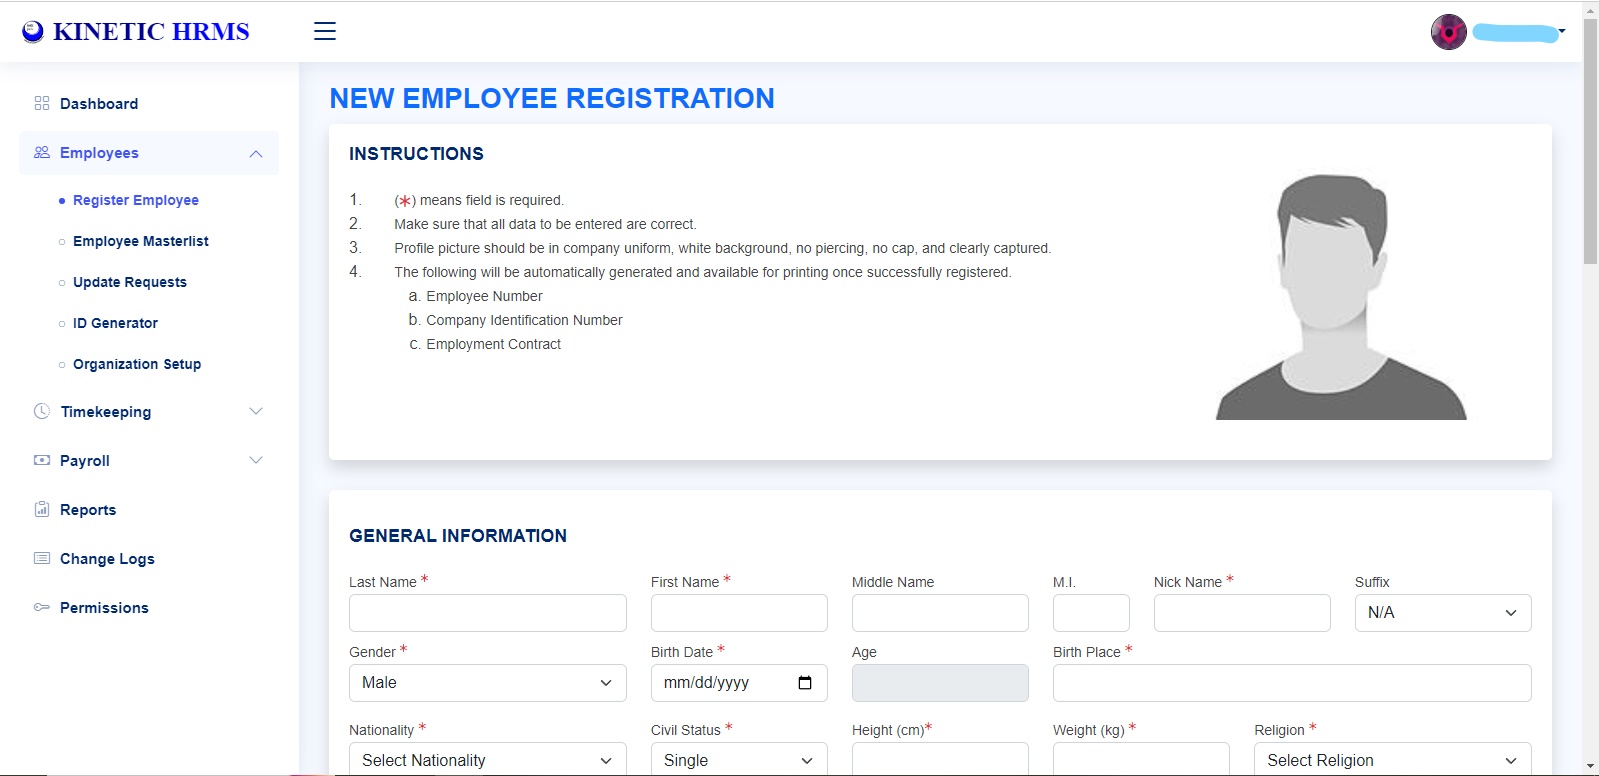 KINETIC HRMS
Dashboard
Employees
Register Employee
Employee Masterlist
Update Requests
ID Generator
Organization Setup
Timekeeping
Payroll
Reports
Change Logs
Permissions
NEW EMPLOYEE REGISTRATION
INSTRUCTIONS
1. (*) means field is required.
2. Make sure that all data to be entered are correct.
3. Profile picture should be in company uniform, white background, no piercing, no cap, and clearly captured.
4. The following will be automatically generated and available for printing once successfully registered.
a. Employee Number
b. Company Identification Number
c. Employment Contract
GENERAL INFORMATION
Last Name * First Name * Middle Name M.I. Nick Name * Suffix
N/A
Gender * Birth Date * Age Birth Place *
Male mm/dd/yyyy
Nationality * Civil Status * Height (cm)* Weight (kg) * Religion *
Select Nationality Single Select Religion